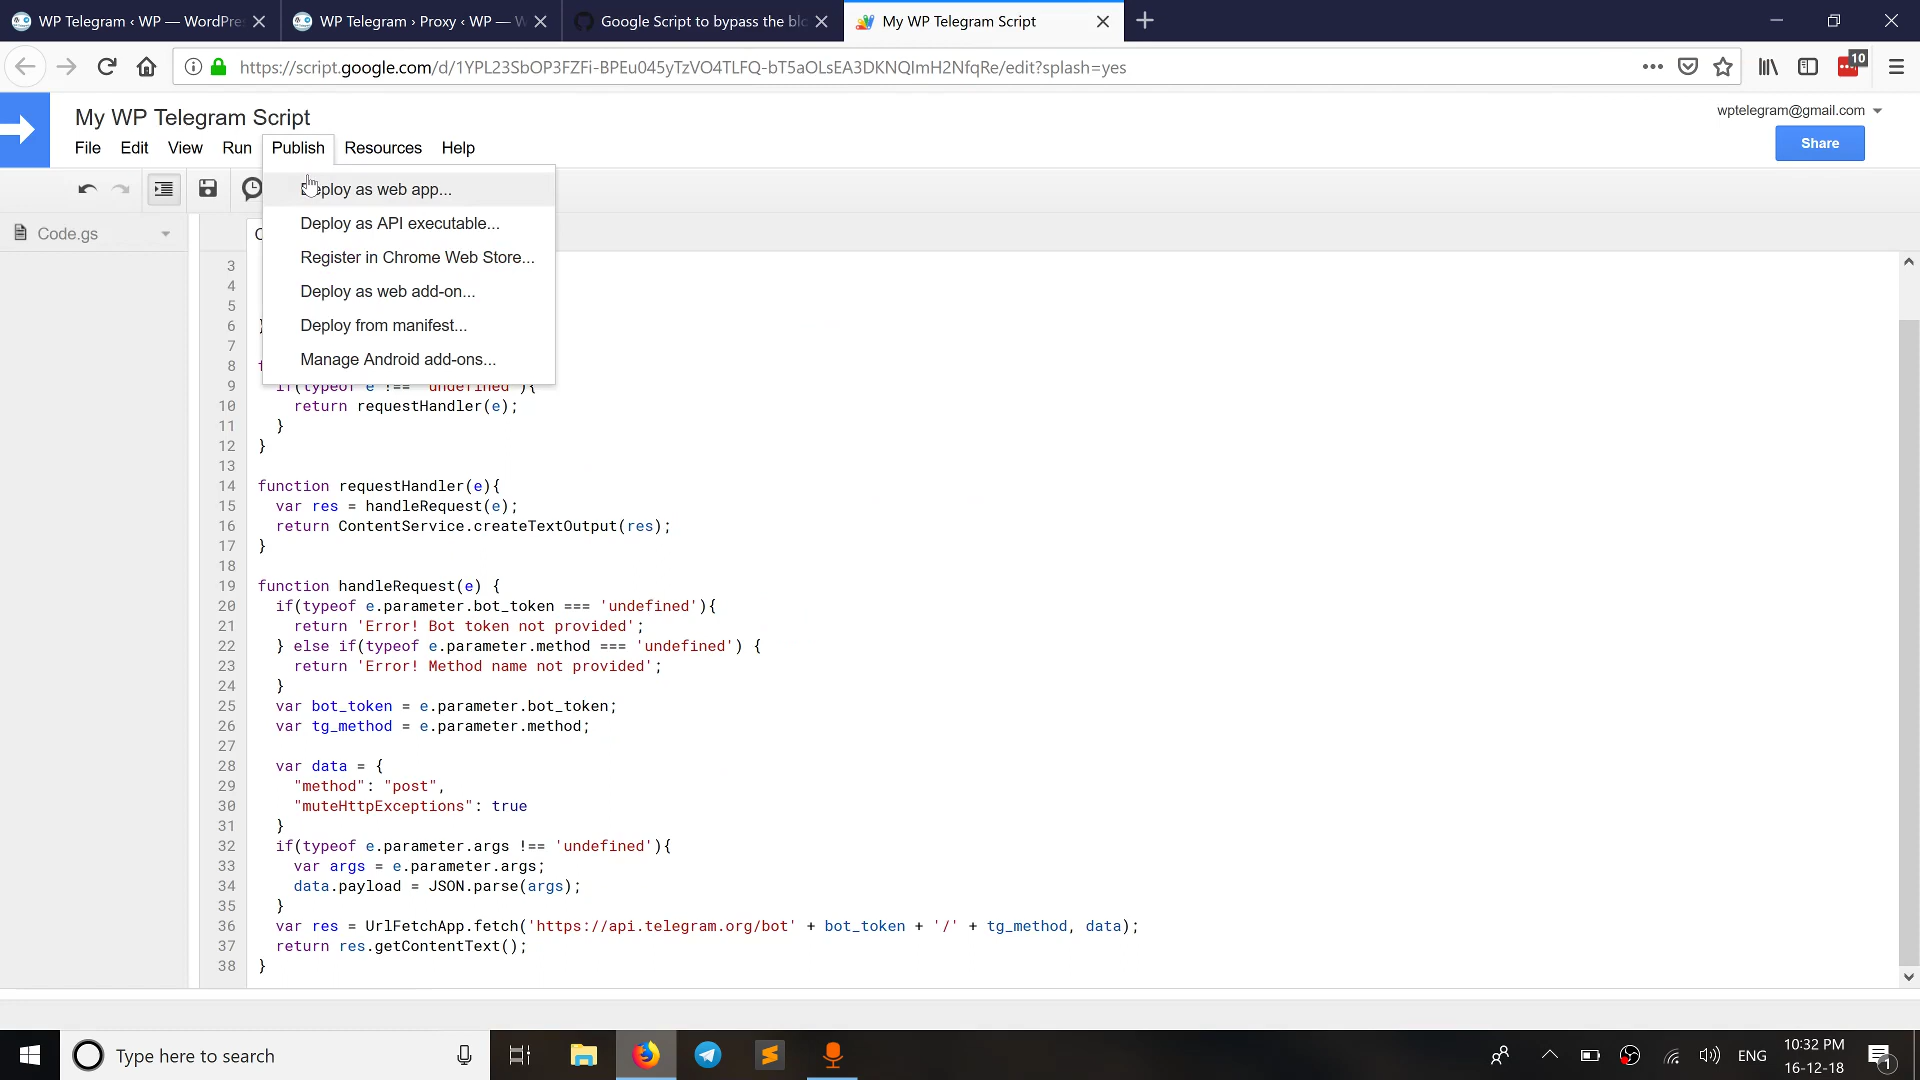 WP Telegram ‹ WP — WordPre
WP Telegram › Proxy ‹ WP — W
Google Script to bypass the blo
My WP Telegram Script
https://script.google.com/d/1YPL23SbOP3FZFi-BPEu045yTzVO4TLFQ-bT5aOLsEA3DKNQImH2NfqRe/edit?splash=yes
10
My WP Telegram Script
wptelegram@gmail.com
File Edit View Run Publish Resources Help
Share
Deploy as web app...
Deploy as API executable...
Register in Chrome Web Store...
Deploy as web add-on...
Deploy from manifest...
Manage Android add-ons...
Code.gs
3
4
5
6 }
7
8 f
9 if(typeof e !== 'undefined'){
10 return requestHandler(e);
11 }
12 }
13
14 function requestHandler(e){
15 var res = handleRequest(e);
16 return ContentService.createTextOutput(res);
17 }
18
19 function handleRequest(e) {
20 if(typeof e.parameter.bot_token === 'undefined'){
21 return 'Error! Bot token not provided';
22 } else if(typeof e.parameter.method === 'undefined') {
23 return 'Error! Method name not provided';
24 }
25 var bot_token = e.parameter.bot_token;
26 var tg_method = e.parameter.method;
27
28 var data = {
29 "method": "post",
30 "muteHttpExceptions": true
31 }
32 if(typeof e.parameter.args !== 'undefined'){
33 var args = e.parameter.args;
34 data.payload = JSON.parse(args);
35 }
36 var res = UrlFetchApp.fetch('https://api.telegram.org/bot' + bot_token + '/' + tg_method, data);
37 return res.getContentText();
38 }
Type here to search
ENG
10:32 PM
16-12-18
1